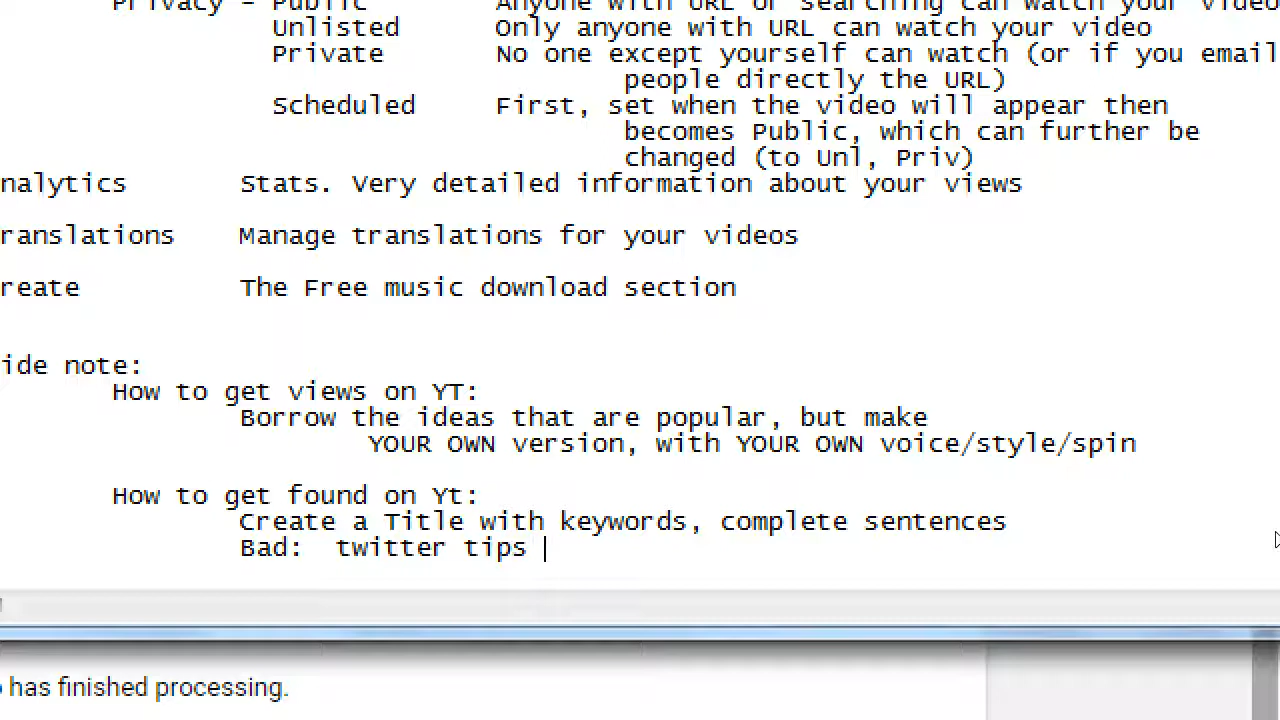 Privacy - Public Anyone with URL or searching can watch your video
Unlisted Only anyone with URL can watch your video
Private No one except yourself can watch (or if you email
people directly the URL)
Scheduled First, set when the video will appear then
becomes Public, which can further be
changed (to Unl, Priv)
nalytics Stats. Very detailed information about your views
ranslations Manage translations for your videos
reate The Free music download section
ide note:
How to get views on YT:
Borrow the ideas that are popular, but make
YOUR OWN version, with YOUR OWN voice/style/spin
How to get found on Yt:
Create a Title with keywords, complete sentences
Bad: twitter tips
has finished processing.